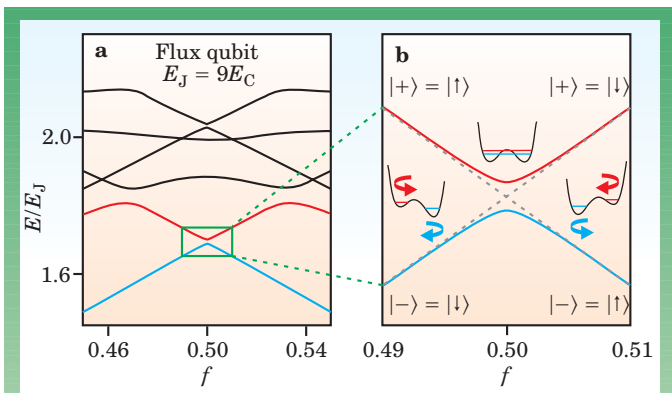 a
Flux qubit
E_J = 9E_C
E/E_J
2.0
1.6
0.46
0.50
0.54
f
b
|+⟩ = |↑⟩
|+⟩ = |↓⟩
|−⟩ = |↓⟩
|−⟩ = |↑⟩
0.49
0.50
0.51
f